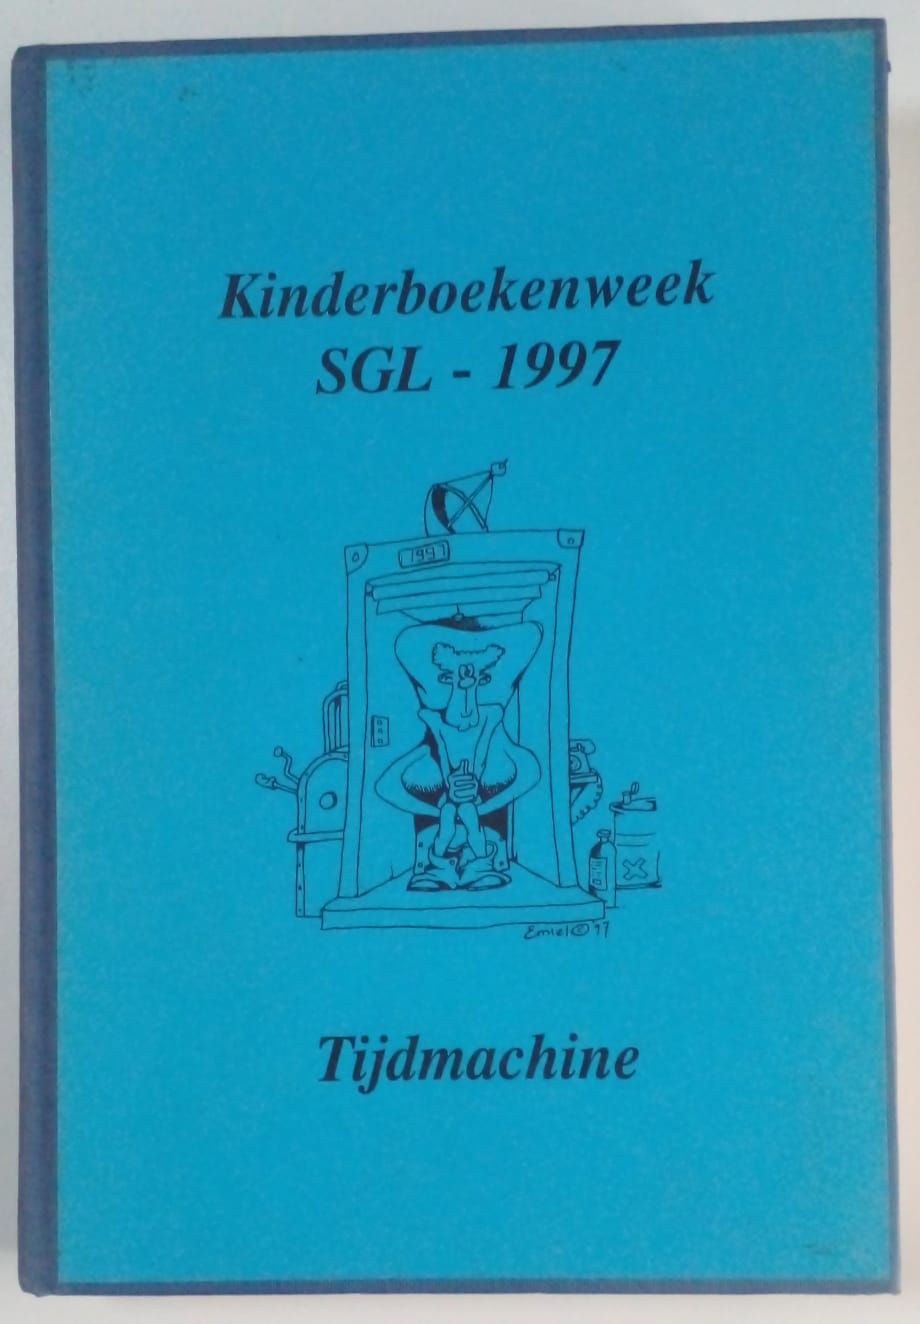 Kinderboekenweek
SGL - 1997
1997
Emiel © '97
Tijdmachine